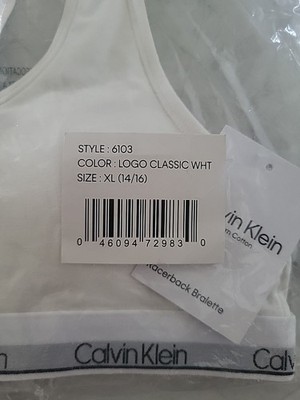 STYLE : 6103
COLOR : LOGO CLASSIC WHT
SIZE : XL (14/16)
0 46094 72983 0
Calvin Klein
Cotton
Racerback Bralette
Calvin Klein
Calvin